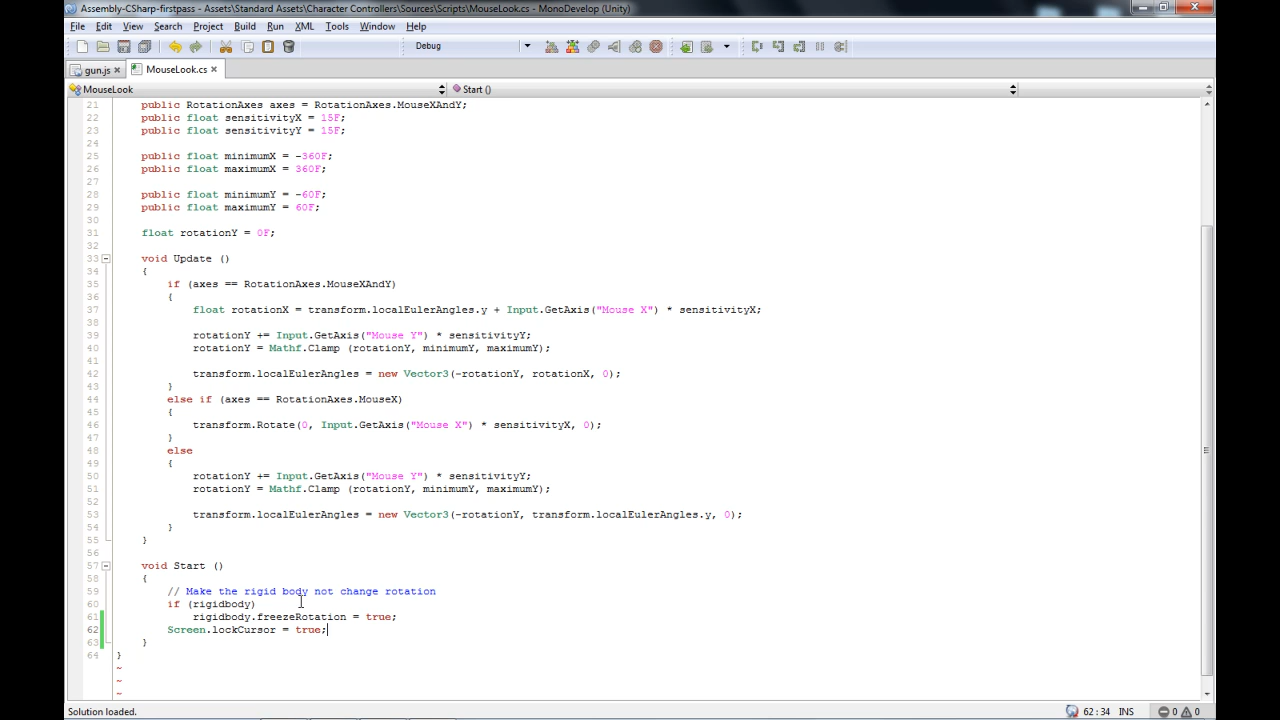 Assembly-CSharp-firstpass - Assets\Standard Assets\Character Controllers\Sources\Scripts\MouseLook.cs - MonoDevelop (Unity)
File Edit View Search Project Build Run XML Tools Window Help
Debug
gun.js MouseLook.cs
MouseLook Start ()
21 public RotationAxes axes = RotationAxes.MouseXAndY;
22 public float sensitivityX = 15F;
23 public float sensitivityY = 15F;
24
25 public float minimumX = -360F;
26 public float maximumX = 360F;
27
28 public float minimumY = -60F;
29 public float maximumY = 60F;
30
31 float rotationY = 0F;
32
33 void Update ()
34 {
35 if (axes == RotationAxes.MouseXAndY)
36 {
37 float rotationX = transform.localEulerAngles.y + Input.GetAxis("Mouse X") * sensitivityX;
38
39 rotationY += Input.GetAxis("Mouse Y") * sensitivityY;
40 rotationY = Mathf.Clamp (rotationY, minimumY, maximumY);
41
42 transform.localEulerAngles = new Vector3(-rotationY, rotationX, 0);
43 }
44 else if (axes == RotationAxes.MouseX)
45 {
46 transform.Rotate(0, Input.GetAxis("Mouse X") * sensitivityX, 0);
47 }
48 else
49 {
50 rotationY += Input.GetAxis("Mouse Y") * sensitivityY;
51 rotationY = Mathf.Clamp (rotationY, minimumY, maximumY);
52
53 transform.localEulerAngles = new Vector3(-rotationY, transform.localEulerAngles.y, 0);
54 }
55 }
56
57 void Start ()
58 {
59 // Make the rigid body not change rotation
60 if (rigidbody)
61 rigidbody.freezeRotation = true;
62 Screen.lockCursor = true;
63 }
64 }
~
~
~
Solution loaded. 62 : 34 INS 0 0